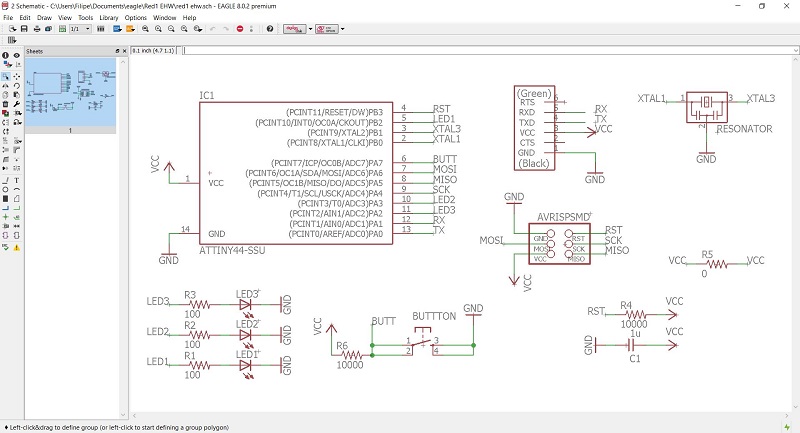 2 Schematic - C:\Users\Filipe\Documents\eagle\Red1 EHW\red1 ehw.sch - EAGLE 8.0.2 premium
File Edit Draw View Tools Library Options Window Help
1/1
Sheets
0.1 inch (4.7 1.1)
1
IC1
(PCINT11/RESET/DW)PB3 4 RST
(PCINT10/INT0/OC0A/CKOUT)PB2 5 LED1
(PCINT9/XTAL2)PB1 3 XTAL3
(PCINT8/XTAL1/CLKI)PB0 2 XTAL1
(PCINT7/ICP/OC0B/ADC7)PA7 6 BUTT
(PCINT6/OC1A/SDA/MOSI/ADC6)PA6 7 MOSI
(PCINT5/OC1B/MISO/DO/ADC5)PA5 8 MISO
(PCINT4/T1/SCL/USCK/ADC4)PA4 9 SCK
(PCINT3/T0/ADC3)PA3 10 LED2
(PCINT2/AIN1/ADC2)PA2 11 LED3
(PCINT1/AIN0/ADC1)PA1 12 RX
(PCINT0/AREF/ADC0)PA0 13 TX
VCC
1
VCC
14
GND
GND
ATTINY44-SSU
(Green)
RTS 6
RXD 5 RX
TXD 4 TX
VCC 3 VCC
CTS 2
GND 1
(Black)
GND
XTAL1 1 3 XTAL3
2
RESONATOR
GND
GND
AVRISPSMD
MOSI
GND RST RST
MOSI SCK SCK
VCC MISO MISO
VCC
R5
VCC VCC
0
LED3 R3 100 LED3 GND
LED2 R2 100 LED2 GND
LED1 R1 100 LED1 GND
VCC
R6
10000
BUTT
BUTTTON
1 3
2 4
GND
RST R4 VCC
10000
1u
GND VCC
C1
Left-click&drag to define group (or left-click to start defining a group polygon)